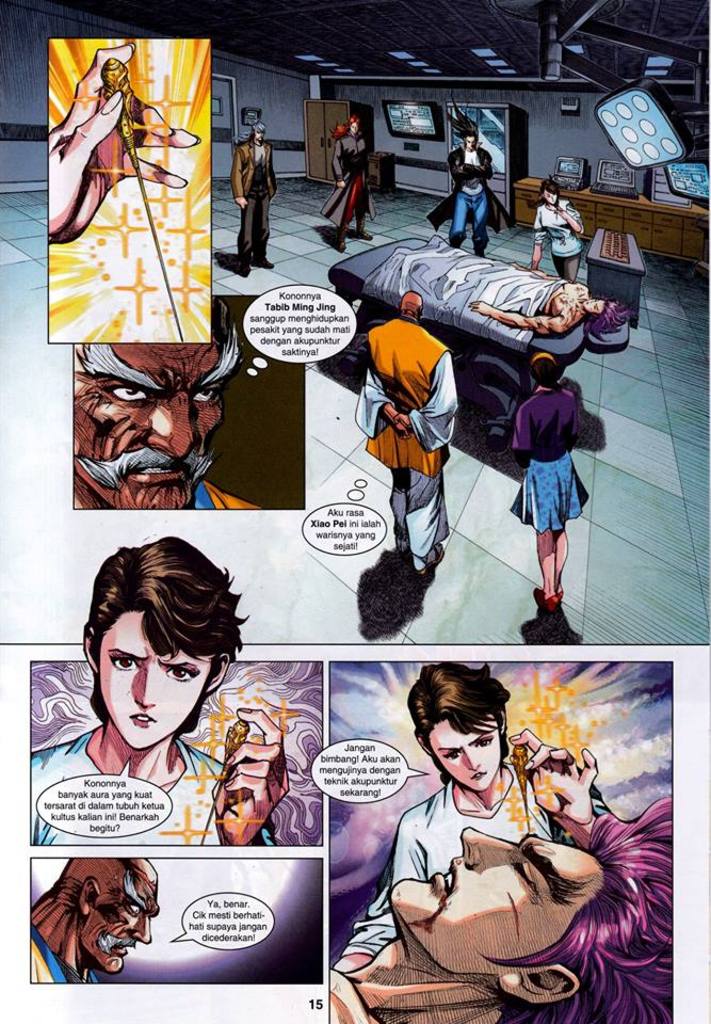 Kononnya
Tabib Ming Jing
sanggup menghidupkan
pesakit yang sudah mati
dengan akupunktur
saktinya!
Aku rasa
Xiao Pei ini ialah
warisnya yang
sejati!
Kononnya
banyak aura yang kuat
tersarat di dalam tubuh ketua
kultus kalian ini! Benarkah
begitu?
Jangan
bimbang! Aku akan
mengujinya dengan
teknik akupunktur
sekarang!
Ya, benar.
Cik mesti berhati-
hati supaya jangan
dicederakan!
15